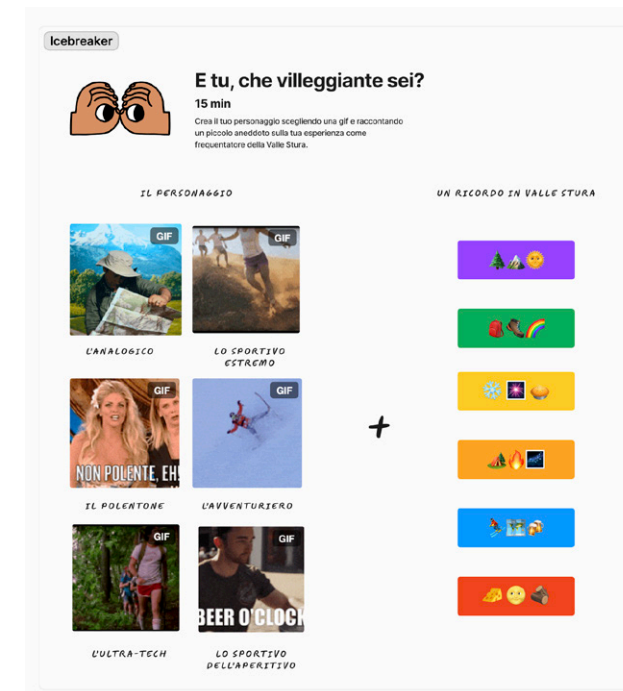 Icebreaker
E tu, che villeggiante sei?
15 min
Crea il tuo personaggio scegliendo una gif e raccontando
un piccolo aneddoto sulla tua esperienza come
frequentatore della Valle Stura.
IL PERSONAGGIO
UN RICORDO IN VALLE STURA
GIF
GIF
L'ANALOGICO
LO SPORTIVO
ESTREMO
GIF
NON POLENTE, EH!
GIF
+
IL POLENTONE
L'AVVENTURIERO
GIF
GIF
BEER O'CLOCK
L'ULTRA-TECH
LO SPORTIVO
DELL'APERITIVO